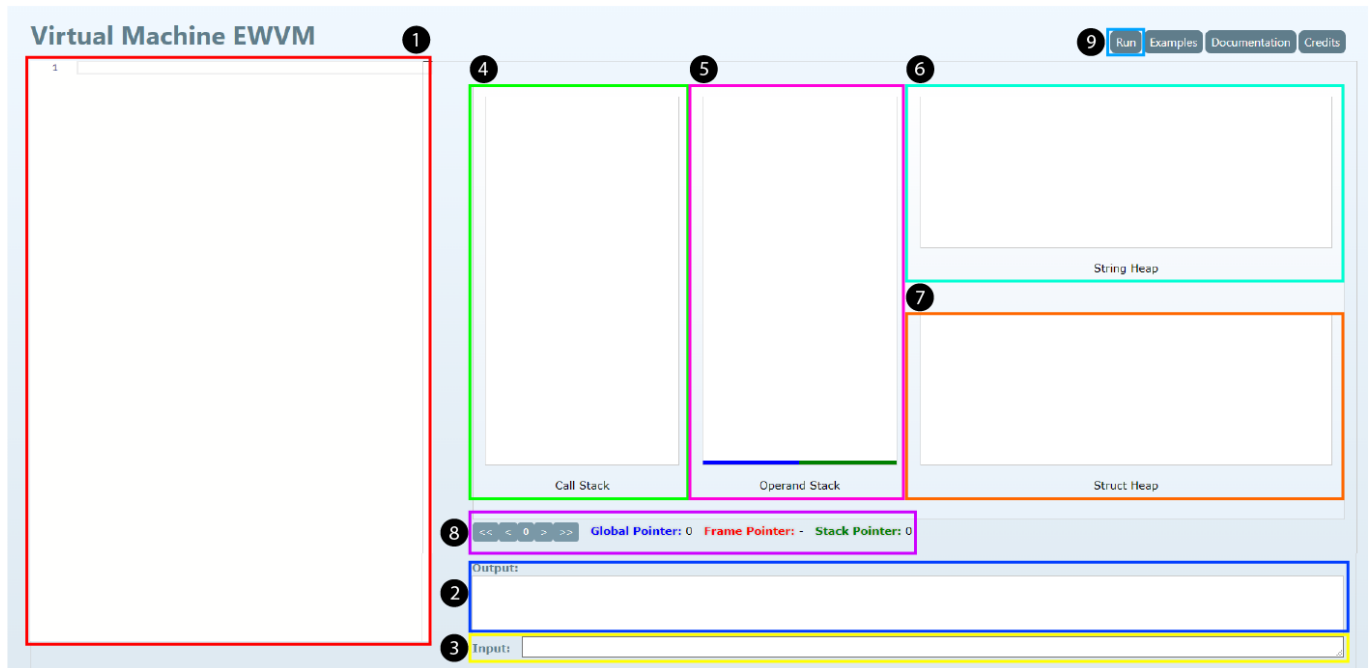 Virtual Machine EWVM
1
9
Run Examples Documentation Credits
1
4
5
6
String Heap
7
Call Stack
Operand Stack
Struct Heap
8
<< < 0 > >> Global Pointer: 0 Frame Pointer: - Stack Pointer: 0
Output:
2
3
Input: